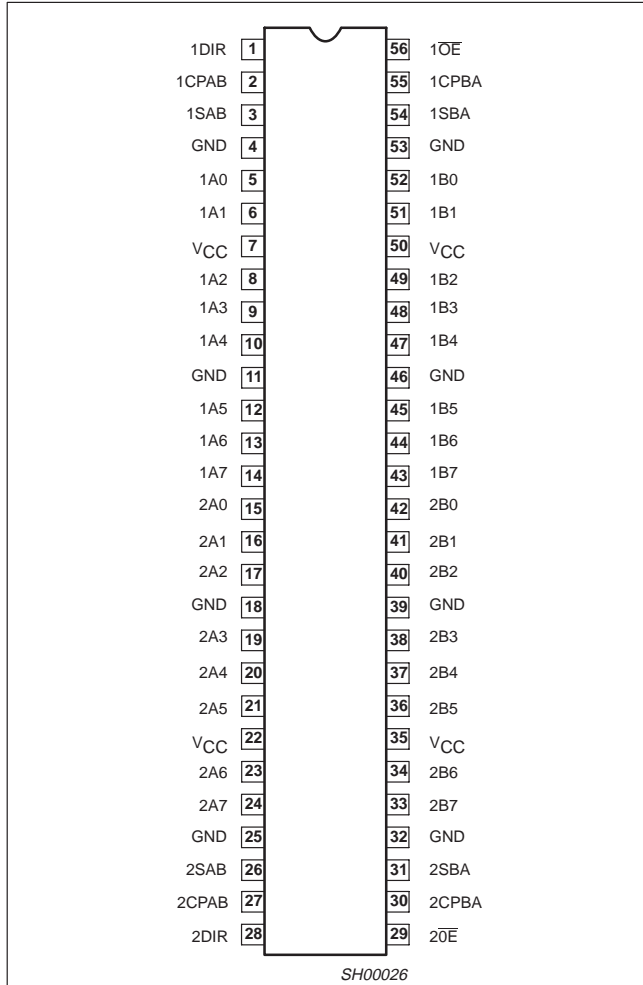 1DIR 1 56 1O̅E̅
1CPAB 2 55 1CPBA
1SAB 3 54 1SBA
GND 4 53 GND
1A0 5 52 1B0
1A1 6 51 1B1
VCC 7 50 VCC
1A2 8 49 1B2
1A3 9 48 1B3
1A4 10 47 1B4
GND 11 46 GND
1A5 12 45 1B5
1A6 13 44 1B6
1A7 14 43 1B7
2A0 15 42 2B0
2A1 16 41 2B1
2A2 17 40 2B2
GND 18 39 GND
2A3 19 38 2B3
2A4 20 37 2B4
2A5 21 36 2B5
VCC 22 35 VCC
2A6 23 34 2B6
2A7 24 33 2B7
GND 25 32 GND
2SAB 26 31 2SBA
2CPAB 27 30 2CPBA
2DIR 28 29 20̅E̅
SH00026